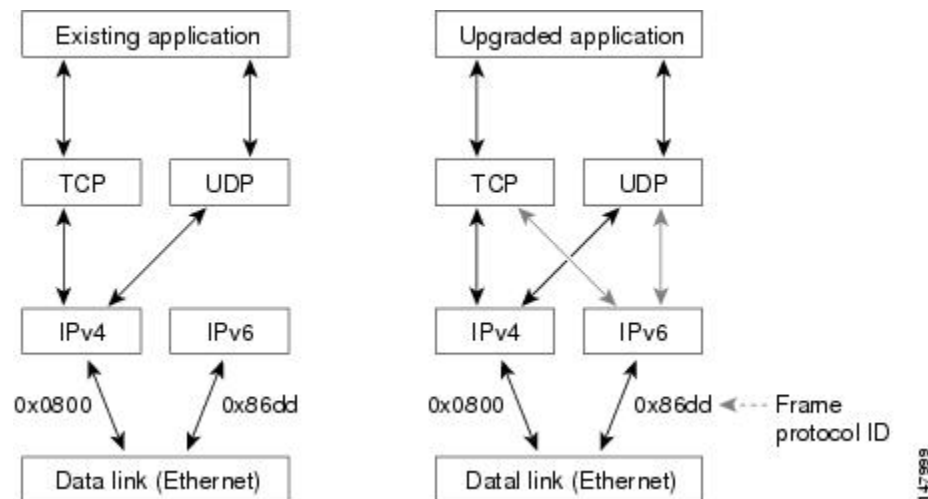 Existing application
Upgraded application
TCP
UDP
TCP
UDP
IPv4
IPv6
IPv4
IPv6
0x0800
0x86dd
0x0800
0x86dd
Frame
protocol ID
Data link (Ethernet)
Datal link (Ethernet)
147999